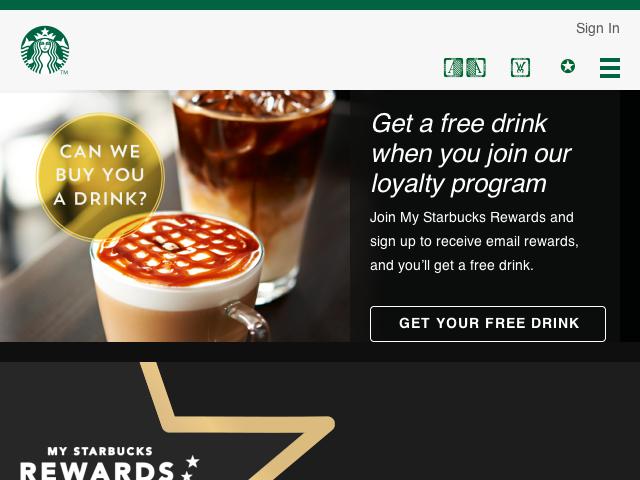 Sign In
CAN WE
BUY YOU
A DRINK?
Get a free drink
when you join our
loyalty program
Join My Starbucks Rewards and
sign up to receive email rewards,
and you’ll get a free drink.
GET YOUR FREE DRINK
MY STARBUCKS
REWARDS
TM